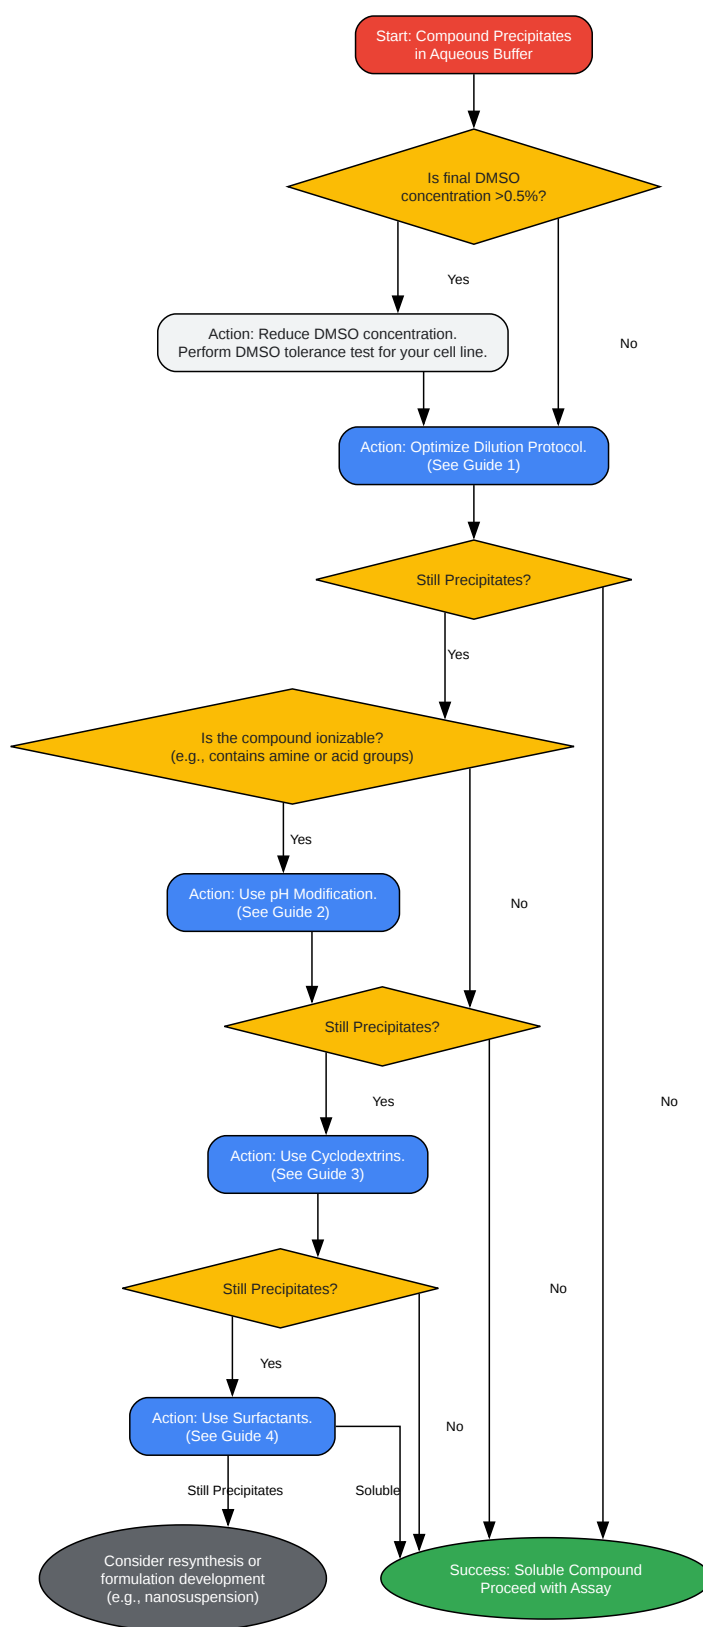 Start: Compound Precipitates
in Aqueous Buffer
Is final DMSO
concentration >0.5%?
Yes
Action: Reduce DMSO concentration.
Perform DMSO tolerance test for your cell line.
No
Action: Optimize Dilution Protocol.
(See Guide 1)
Still Precipitates?
Yes
Is the compound ionizable?
(e.g., contains amine or acid groups)
Yes
Action: Use pH Modification.
(See Guide 2)
No
Still Precipitates?
Yes
No
Action: Use Cyclodextrins.
(See Guide 3)
Still Precipitates?
No
Yes
Action: Use Surfactants.
(See Guide 4)
No
Still Precipitates
Soluble
Consider resynthesis or
formulation development
(e.g., nanosuspension)
Success: Soluble Compound
Proceed with Assay